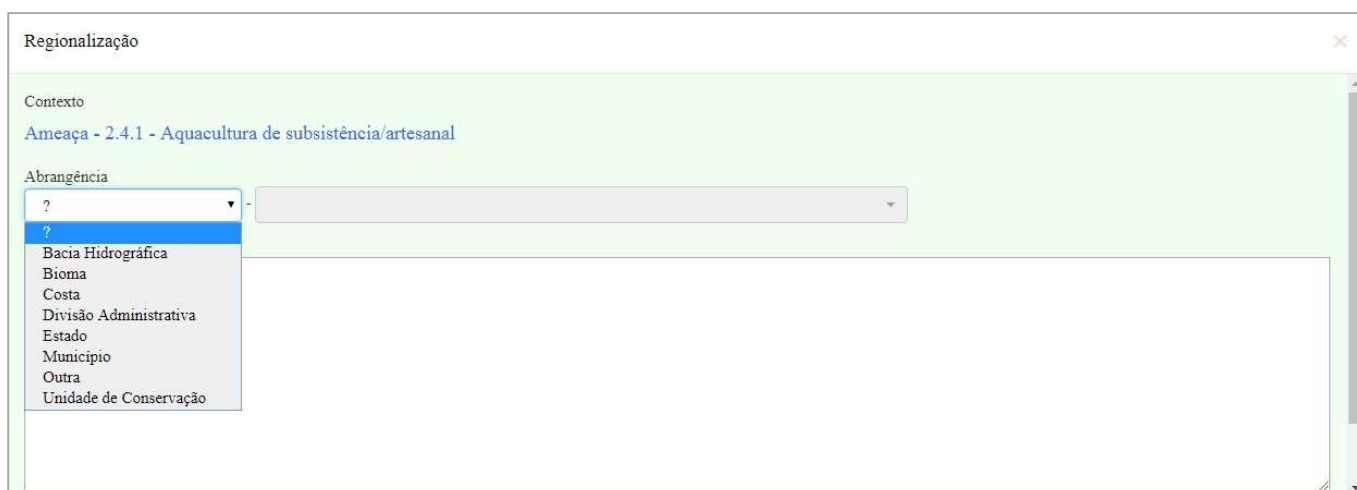 Regionalização ×
Contexto
Ameaça - 2.4.1 - Aquacultura de subsistência/artesanal
Abrangência
? -
?
Bacia Hidrográfica
Bioma
Costa
Divisão Administrativa
Estado
Município
Outra
Unidade de Conservação